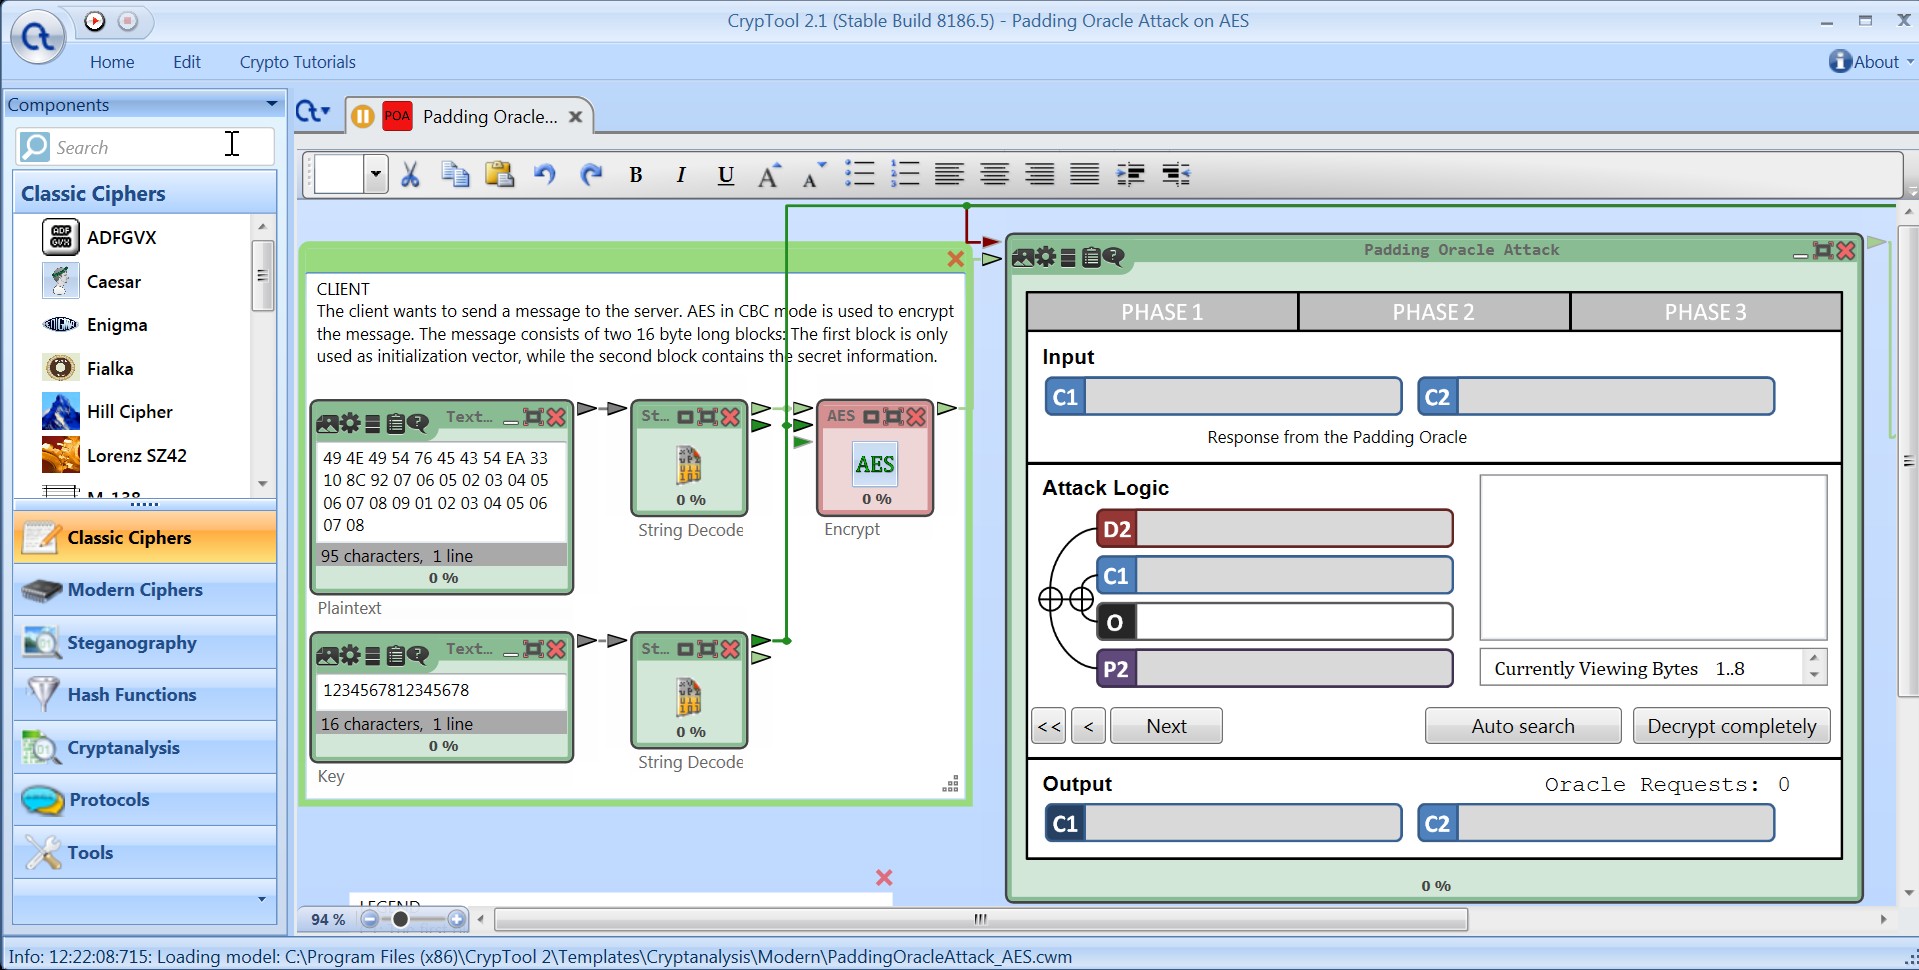 CrypTool 2.1 (Stable Build 8186.5) - Padding Oracle Attack on AES
Home Edit Crypto Tutorials
About
Components
Search
Classic Ciphers
ADFGVX
Caesar
Enigma
Fialka
Hill Cipher
Lorenz SZ42
M-138
Classic Ciphers
Modern Ciphers
Steganography
Hash Functions
Cryptanalysis
Protocols
Tools
POA Padding Oracle...
B I U A A
CLIENT
The client wants to send a message to the server. AES in CBC mode is used to encrypt
the message. The message consists of two 16 byte long blocks: The first block is only
used as initialization vector, while the second block contains the secret information.
Text...
49 4E 49 54 76 45 43 54 EA 33
10 8C 92 07 06 05 02 03 04 05
06 07 08 09 01 02 03 04 05 06
07 08
95 characters, 1 line
0 %
Plaintext
St...
0 %
String Decode
AES
AES
0 %
Encrypt
Text...
1234567812345678
16 characters, 1 line
0 %
Key
St...
0 %
String Decode
LEGEND
94 %
Padding Oracle Attack
PHASE 1 PHASE 2 PHASE 3
Input
C1 C2
Response from the Padding Oracle
Attack Logic
D2
C1
O
P2
Currently Viewing Bytes 1..8
<< < Next Auto search Decrypt completely
Output Oracle Requests: 0
C1 C2
0 %
Info: 12:22:08:715: Loading model: C:\Program Files (x86)\CrypTool 2\Templates\Cryptanalysis\Modern\PaddingOracleAttack_AES.cwm